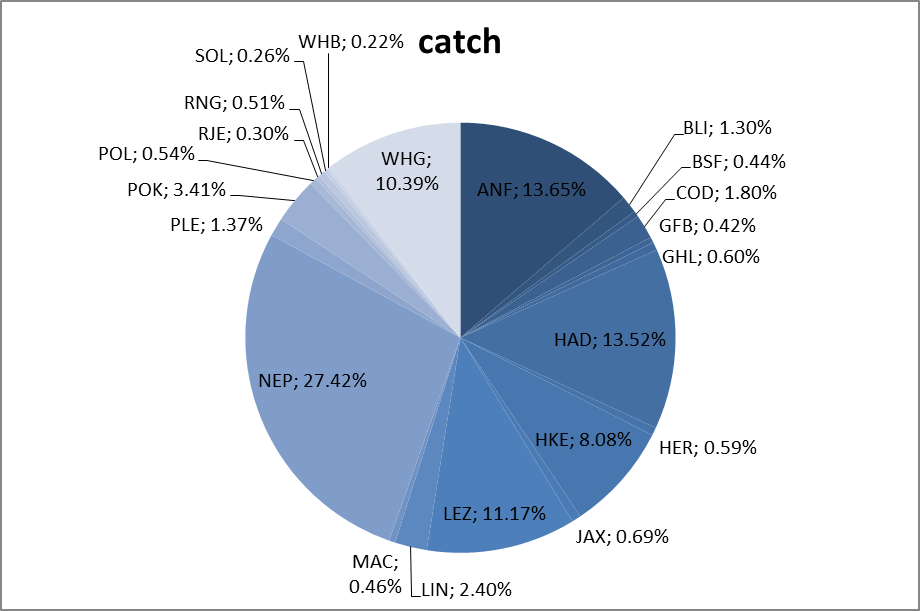 catch
ANF; 13.65%
BLI; 1.30%
BSF; 0.44%
COD; 1.80%
GFB; 0.42%
GHL; 0.60%
HAD; 13.52%
HER; 0.59%
HKE; 8.08%
JAX; 0.69%
LEZ; 11.17%
LIN; 2.40%
MAC;
0.46%
NEP; 27.42%
PLE; 1.37%
POK; 3.41%
POL; 0.54%
RJE; 0.30%
RNG; 0.51%
SOL; 0.26%
WHB; 0.22%
WHG;
10.39%